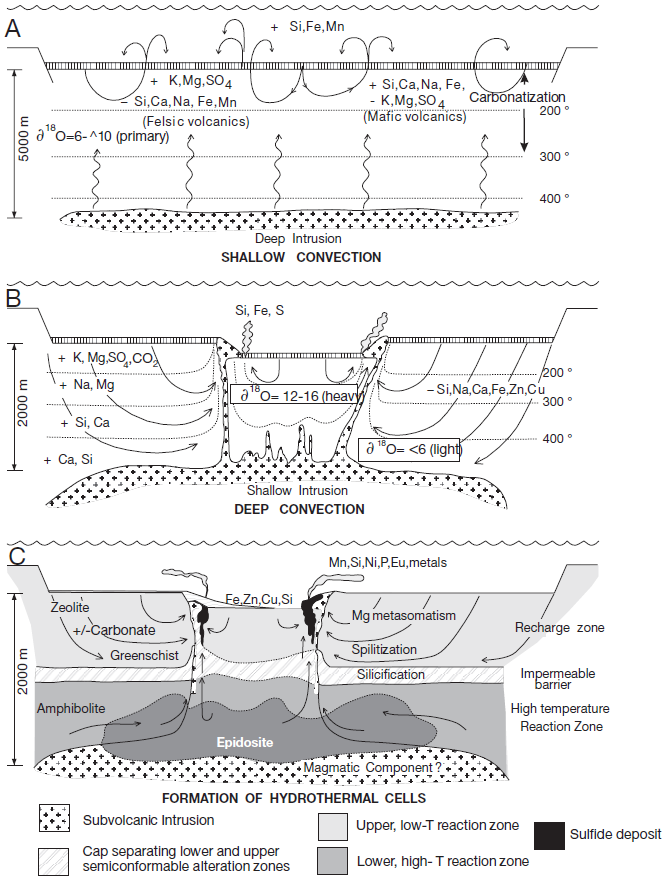 A
+ Si,Fe,Mn
+ K,Mg,SO4
– Si,Ca,Na, Fe,Mn
(Felsic volcanics)
+ Si,Ca,Na, Fe,
- K,Mg,SO4
(Mafic volcanics)
Carbonatization
200 °
∂18O=6-^10 (primary)
300 °
400 °
5000 m
Deep Intrusion
SHALLOW CONVECTION
B
Si, Fe, S
+ K, Mg,SO4,CO2
+ Na, Mg
+ Si, Ca
+ Ca, Si
∂18O= 12-16 (heavy)
–Si,Na,Ca,Fe,Zn,Cu
200 °
300 °
400 °
∂18O= <6 (light)
2000 m
Shallow Intrusion
DEEP CONVECTION
C
Mn,Si,Ni,P,Eu,metals
Fe,Zn,Cu,Si
Zeolite
+/-Carbonate
Greenschist
Mg metasomatism
Spilitization
Recharge zone
Silicification
Impermeable
barrier
Amphibolite
High temperature
Reaction Zone
Epidosite
2000 m
Magmatic Component ?
FORMATION OF HYDROTHERMAL CELLS
Subvolcanic Intrusion
Cap separating lower and upper
semiconformable alteration zones
Upper, low-T reaction zone
Lower, high- T reaction zone
Sulfide deposit